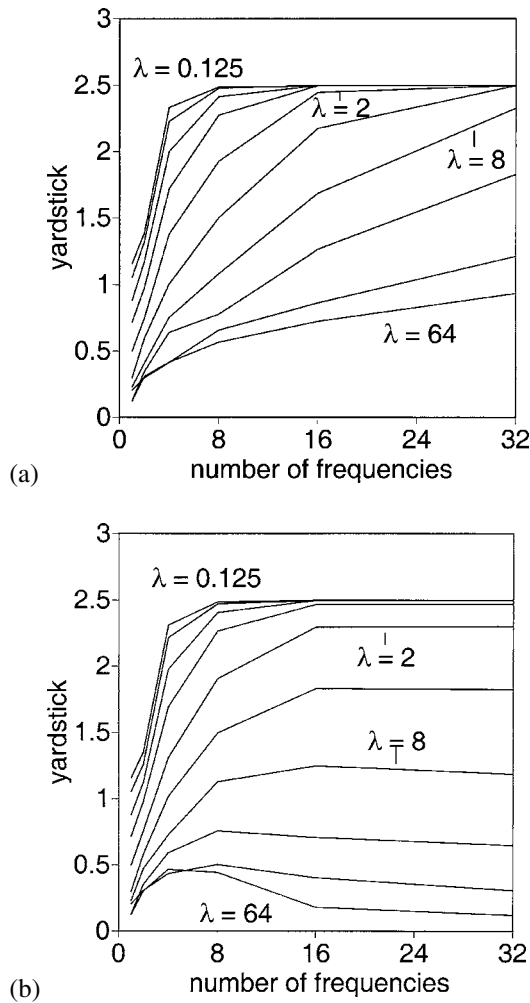 3
2.5
2
1.5
1
0.5
0
yardstick
λ = 0.125
λ = 2
λ = 8
λ = 64
0 8 16 24 32
number of frequencies
(a)
3
2.5
2
1.5
1
0.5
0
yardstick
λ = 0.125
λ = 2
λ = 8
λ = 64
0 8 16 24 32
number of frequencies
(b)